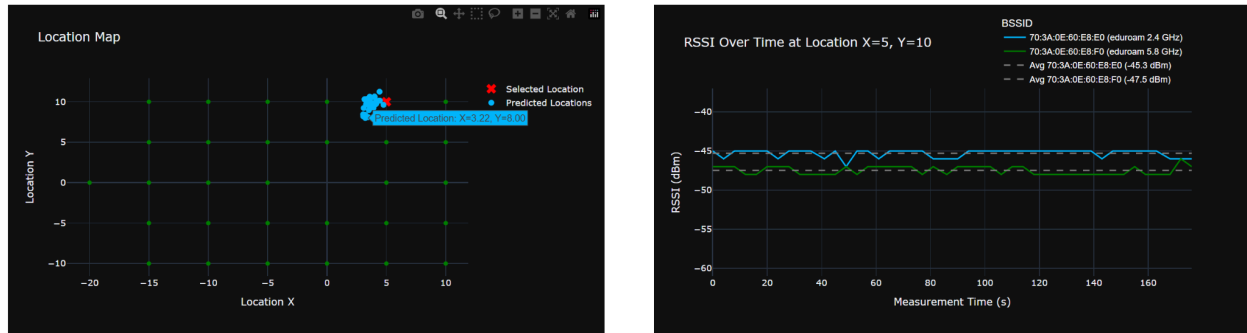 Location Map
Selected Location
Predicted Locations
Predicted Location: X=3.22, Y=8.00
10
5
0
−5
−10
Location Y
−20
−15
−10
−5
0
5
10
Location X
BSSID
RSSI Over Time at Location X=5, Y=10
70:3A:0E:60:E8:E0 (eduroam 2.4 GHz)
70:3A:0E:60:E8:F0 (eduroam 5.8 GHz)
Avg 70:3A:0E:60:E8:E0 (-45.3 dBm)
Avg 70:3A:0E:60:E8:F0 (-47.5 dBm)
−40
−45
−50
−55
−60
RSSI (dBm)
0
20
40
60
80
100
120
140
160
Measurement Time (s)